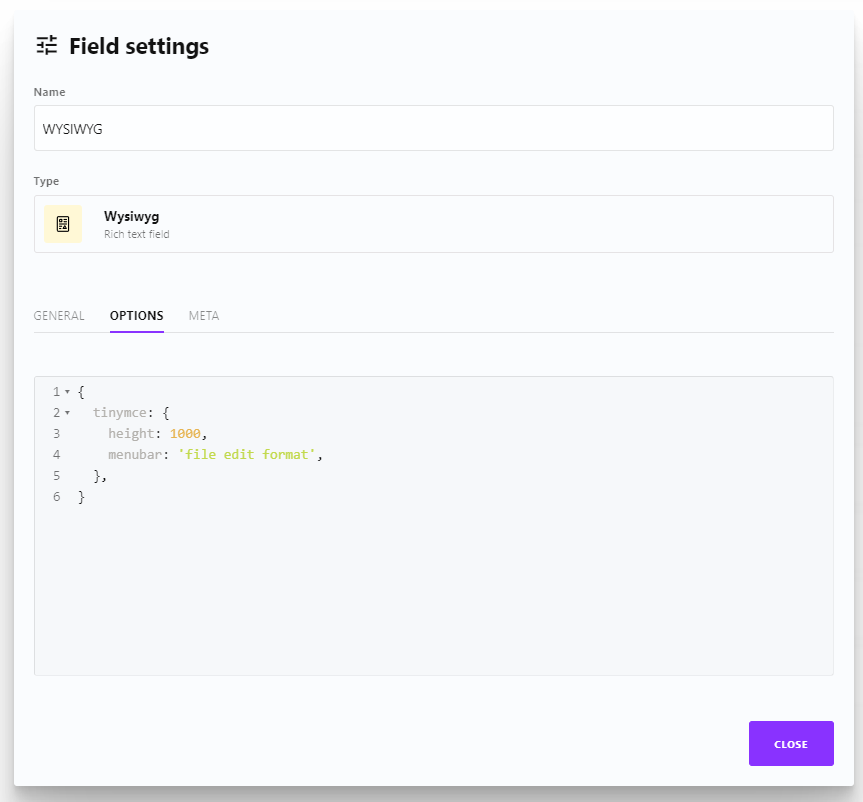 Field settings
Name
WYSIWYG
Type
Wysiwyg
Rich text field
GENERAL OPTIONS META
1 {
2 tinymce: {
3 height: 1000,
4 menubar: 'file edit format',
5 },
6 }
CLOSE